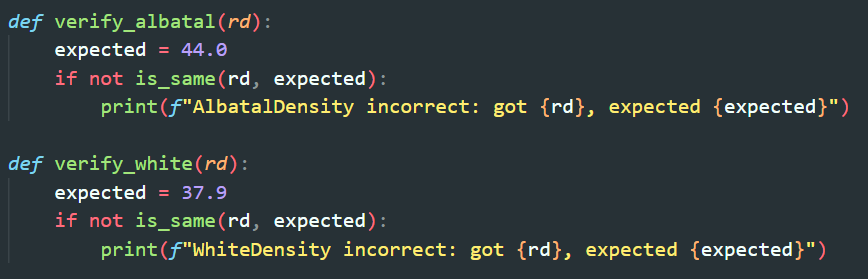 def verify_albatal(rd):
    expected = 44.0
    if not is_same(rd, expected):
        print(f"AlbatalDensity incorrect: got {rd}, expected {expected}")
def verify_white(rd):
    expected = 37.9
    if not is_same(rd, expected):
        print(f"WhiteDensity incorrect: got {rd}, expected {expected}")